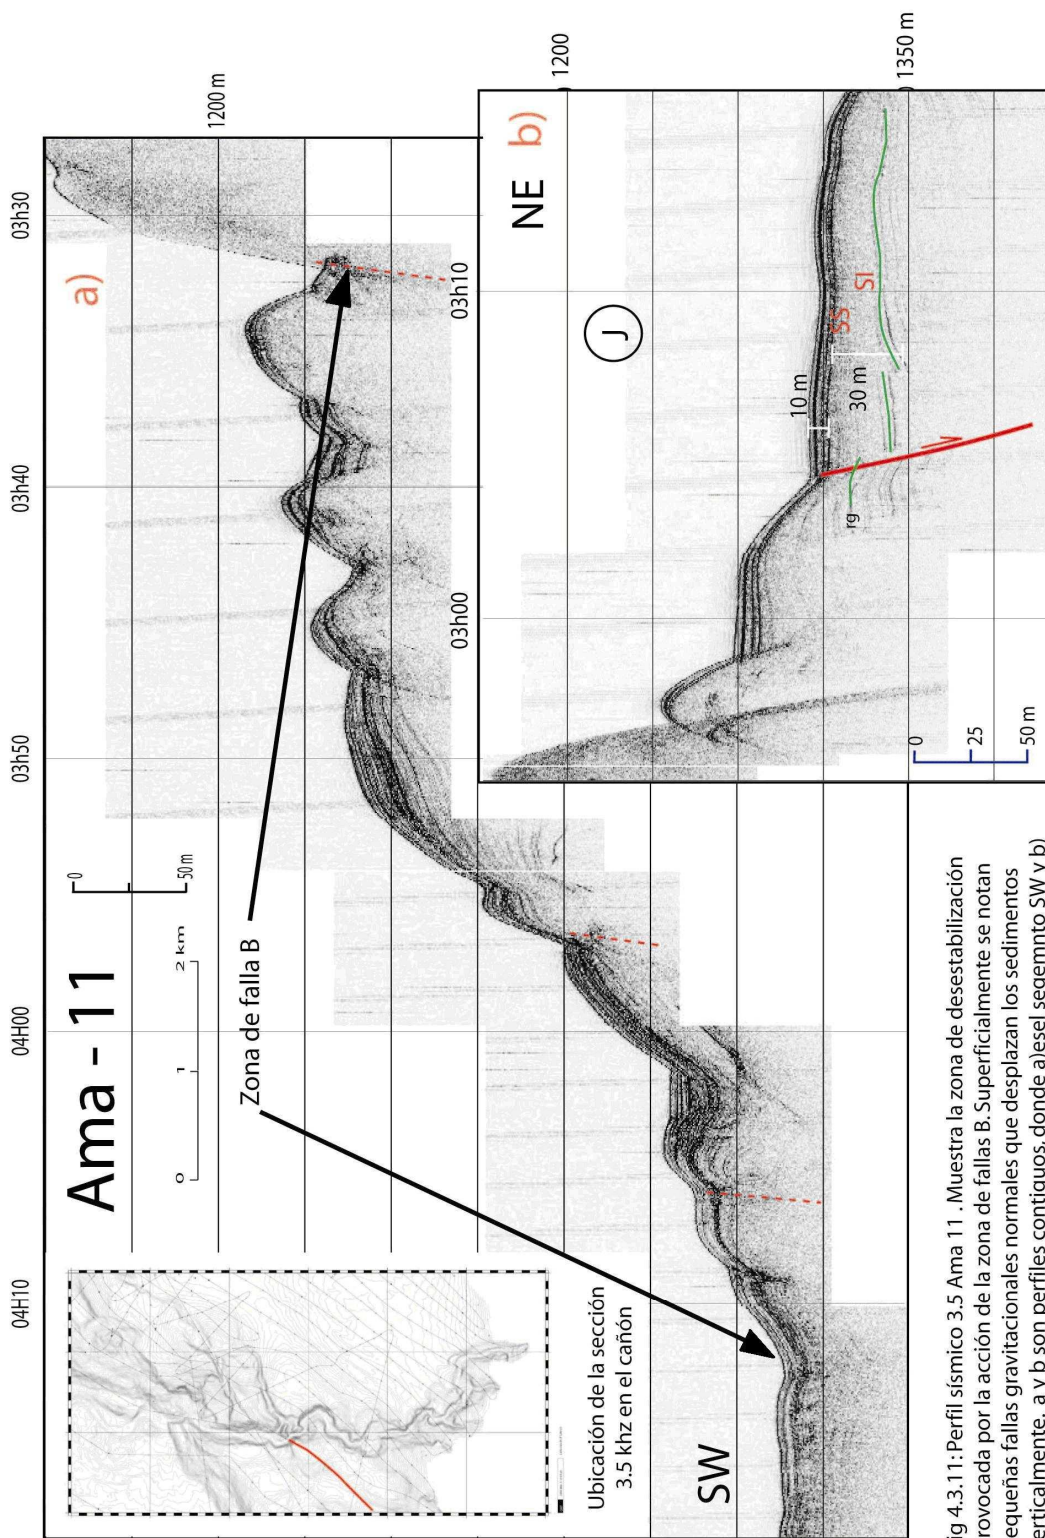 Ama - 11
04H10
04H00
03h50
03h40
03h30
1200 m
0
1
2 km
0
50 m
a)
Zona de falla B
Ubicación de la sección
3.5 khz en el cañón
SW
NE
b)
03h00
03h10
1200
1350 m
J
10 m
30 m
SS
SI
rg
0
25
50 m
ig 4.3.11: Perfil sísmico 3.5 Ama 11 . Muestra la zona de desestabilización
rovocada por la acción de la zona de fallas B. Superficialmente se notan
equeñas fallas gravitacionales normales que desplazan los sedimentos
erticalmente. a y b son perfiles contiguos, donde a)esel segemnto SW y b)